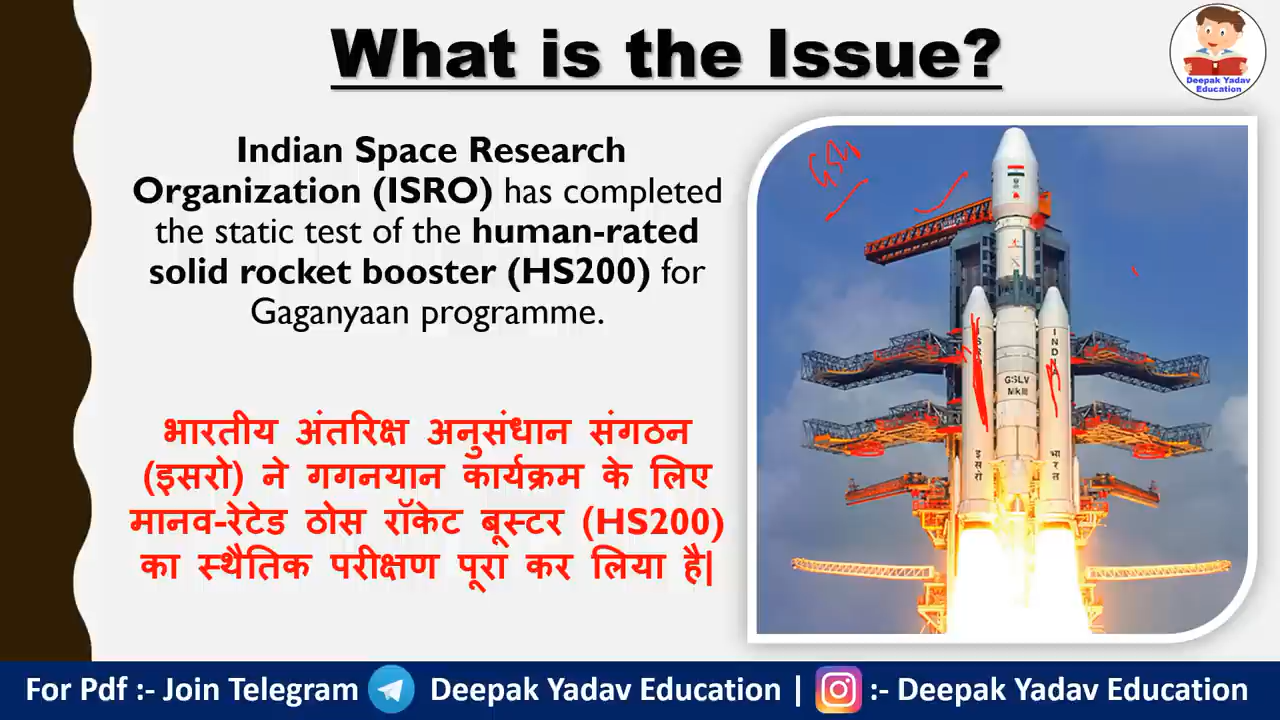 What is the Issue?
Deepak Yadav
Education
Indian Space Research
Organization (ISRO) has completed
the static test of the human-rated
solid rocket booster (HS200) for
Gaganyaan programme.
भारतीय अंतरिक्ष अनुसंधान संगठन
(इसरो) ने गगनयान कार्यक्रम के लिए
मानव-रेटेड ठोस रॉकेट बूस्टर (HS200)
का स्थैतिक परीक्षण पूरा कर लिया है|
GSLV
MkIII
इसरो
भारत
For Pdf :- Join Telegram Deepak Yadav Education | :- Deepak Yadav Education